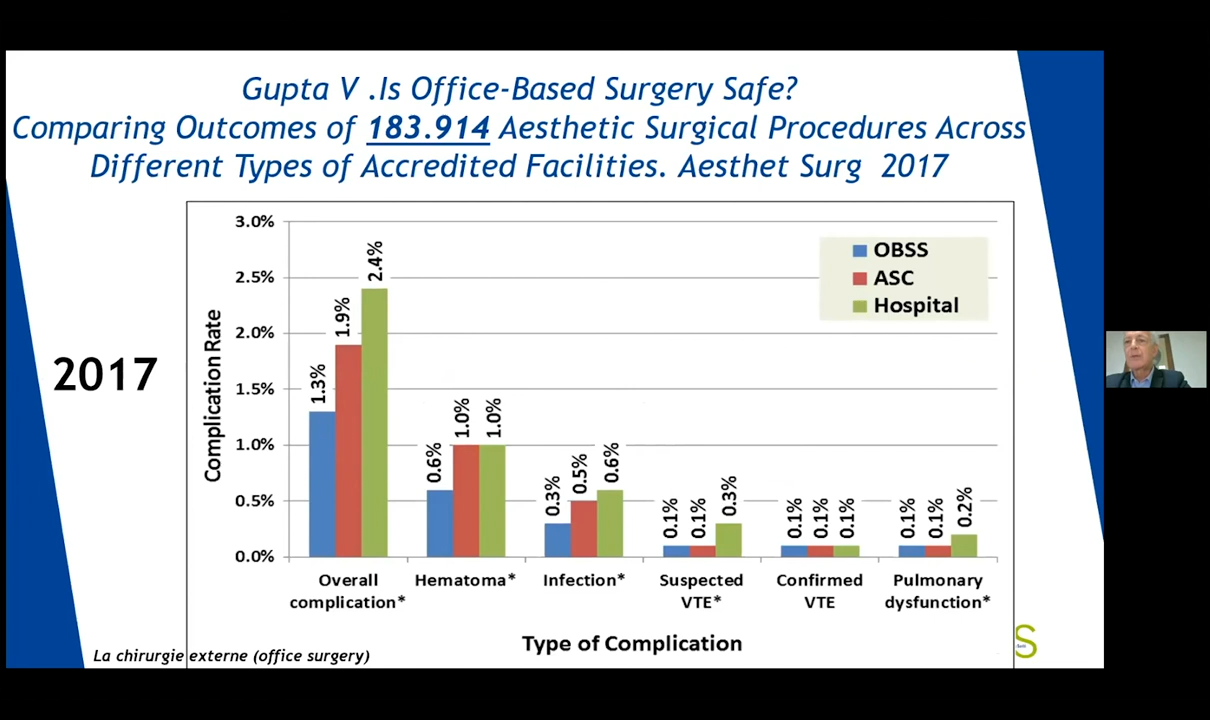 Gupta V .Is Office-Based Surgery Safe?
Comparing Outcomes of 183.914 Aesthetic Surgical Procedures Across
Different Types of Accredited Facilities. Aesthet Surg 2017
2017
Complication Rate
3.0%
2.5%
2.0%
1.5%
1.0%
0.5%
0.0%
OBSS
ASC
Hospital
1.3%
1.9%
2.4%
0.6%
1.0%
1.0%
0.3%
0.5%
0.6%
0.1%
0.1%
0.3%
0.1%
0.1%
0.1%
0.1%
0.1%
0.2%
Overall
complication*
Hematoma*
Infection*
Suspected
VTE*
Confirmed
VTE
Pulmonary
dysfunction*
Type of Complication
La chirurgie externe (office surgery)
S